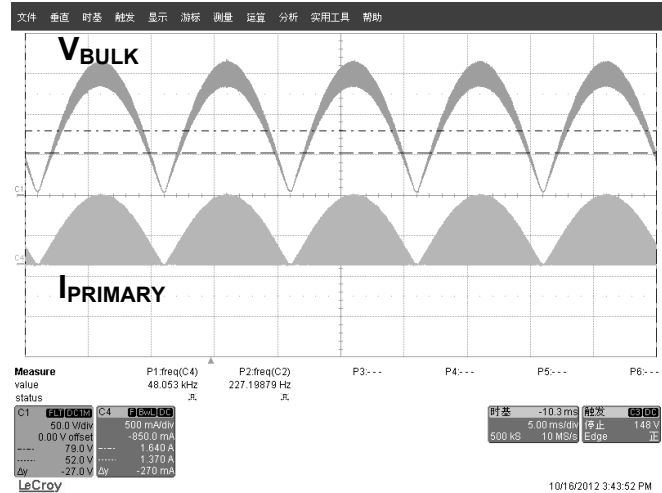 文件 垂直 时基 触发 显示 游标 测量 运算 分析 实用工具 帮助
VBULK
C1
C4
IPRIMARY
Measure P1:freq(C4) P2:freq(C2) P3:- - - P4:- - - P5:- - - P6:- - -
value 48.053 kHz 227.19879 Hz
status
C1 FLT DC1M
50.0 V/div
0.00 V offset
79.0 V
52.0 V
Δy -27.0 V
C4 F BwL DC
500 mA/div
-850.0 mA
1.640 A
1.370 A
Δy -270 mA
时基 -10.3 ms
5.00 ms/div
500 kS 10 MS/s
触发 C3 DC
停止 148 V
Edge 正
LeCroy
10/16/2012 3:43:52 PM